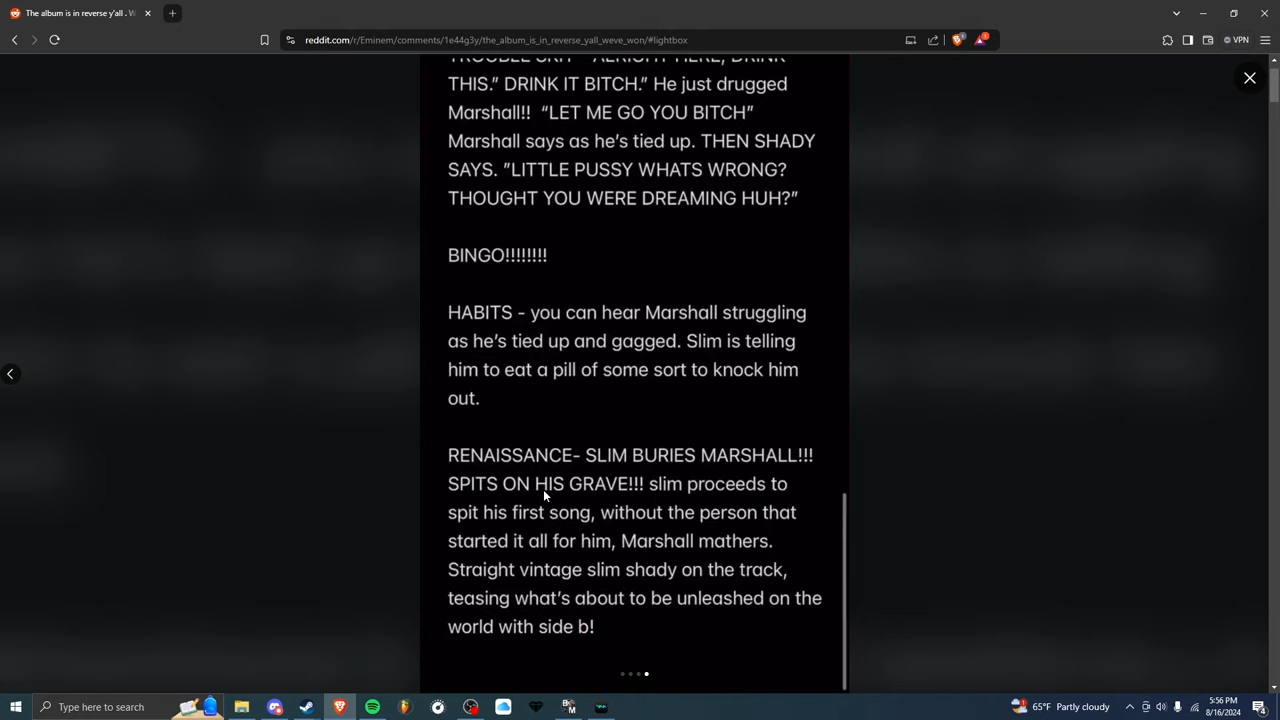 The album is in reverse y'all . W
reddit.com/r/Eminem/comments/1e44g3y/the_album_is_in_reverse_yall_weve_won/#lightbox
VPN
TROUBLE SKIT - "ALRIGHT HERE, DRINK
THIS.” DRINK IT BITCH.” He just drugged
Marshall!!  “LET ME GO YOU BITCH”
Marshall says as he’s tied up. THEN SHADY
SAYS. ”LITTLE PUSSY WHATS WRONG?
THOUGHT YOU WERE DREAMING HUH?”
BINGO!!!!!!!!
HABITS - you can hear Marshall struggling
as he’s tied up and gagged. Slim is telling
him to eat a pill of some sort to knock him
out.
RENAISSANCE- SLIM BURIES MARSHALL!!!
SPITS ON HIS GRAVE!!! slim proceeds to
spit his first song, without the person that
started it all for him, Marshall mathers.
Straight vintage slim shady on the track,
teasing what’s about to be unleashed on the
world with side b!
Type here to search
65°F Partly cloudy
5:56 PM
8/16/2024